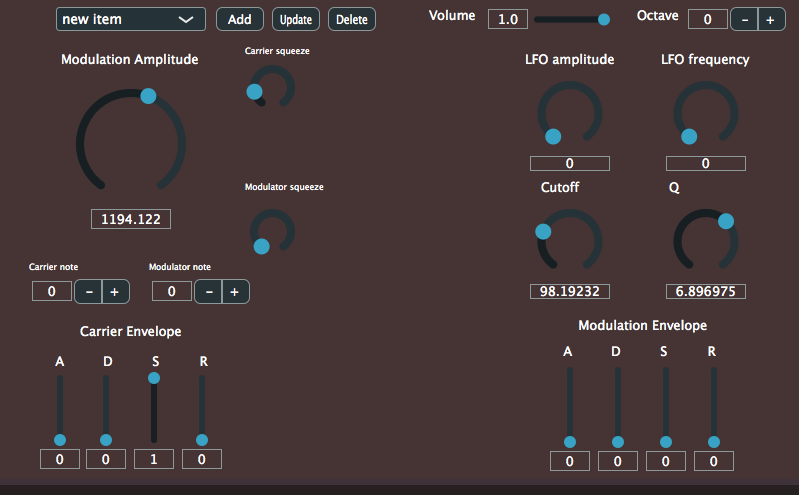 new item Add Update Delete Volume 1.0 Octave 0 - +
Modulation Amplitude Carrier squeeze LFO amplitude LFO frequency
0 0
Modulator squeeze Cutoff Q
1194.122
Carrier note Modulator note
0 - + 0 - + 98.19232 6.896975
Carrier Envelope Modulation Envelope
A D S R A D S R
0 0 1 0 0 0 0 0